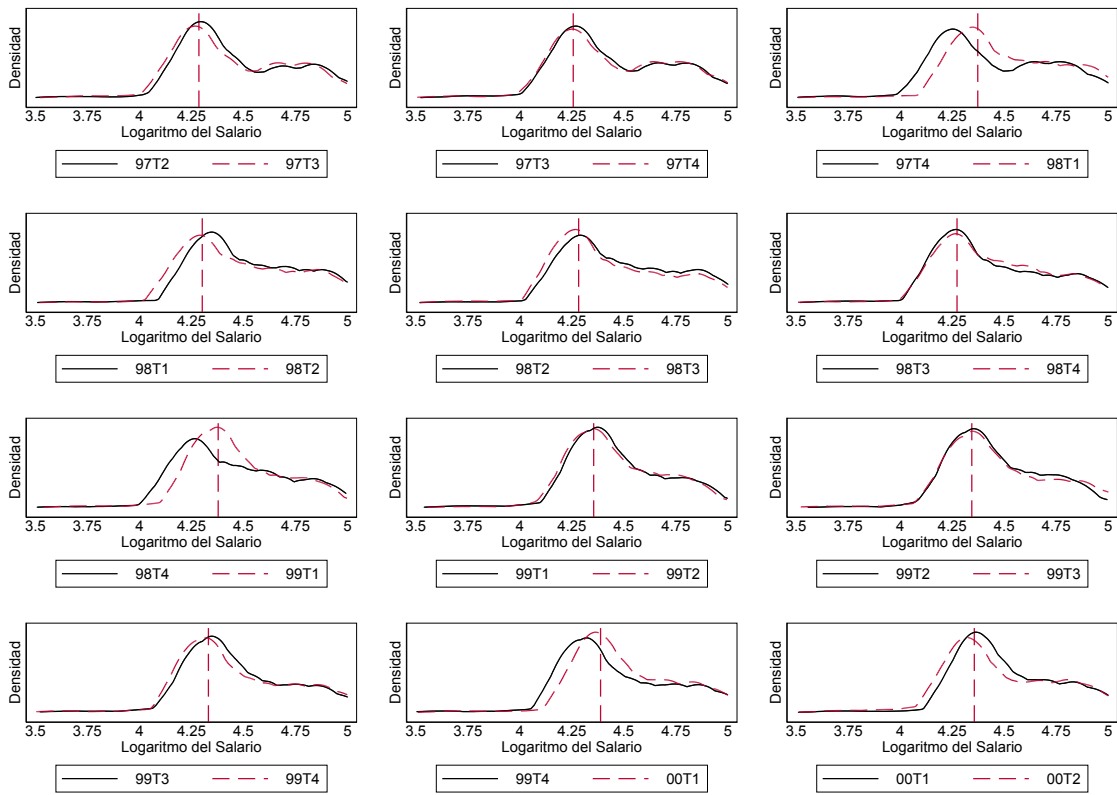 Densidad Densidad Densidad
3.5 3.75 4 4.25 4.5 4.75 5 3.5 3.75 4 4.25 4.5 4.75 5 3.5 3.75 4 4.25 4.5 4.75 5
Logaritmo del Salario Logaritmo del Salario Logaritmo del Salario
97T2 97T3 97T3 97T4 97T4 98T1
Densidad Densidad Densidad
3.5 3.75 4 4.25 4.5 4.75 5 3.5 3.75 4 4.25 4.5 4.75 5 3.5 3.75 4 4.25 4.5 4.75 5
Logaritmo del Salario Logaritmo del Salario Logaritmo del Salario
98T1 98T2 98T2 98T3 98T3 98T4
Densidad Densidad Densidad
3.5 3.75 4 4.25 4.5 4.75 5 3.5 3.75 4 4.25 4.5 4.75 5 3.5 3.75 4 4.25 4.5 4.75 5
Logaritmo del Salario Logaritmo del Salario Logaritmo del Salario
98T4 99T1 99T1 99T2 99T2 99T3
Densidad Densidad Densidad
3.5 3.75 4 4.25 4.5 4.75 5 3.5 3.75 4 4.25 4.5 4.75 5 3.5 3.75 4 4.25 4.5 4.75 5
Logaritmo del Salario Logaritmo del Salario Logaritmo del Salario
99T3 99T4 99T4 00T1 00T1 00T2